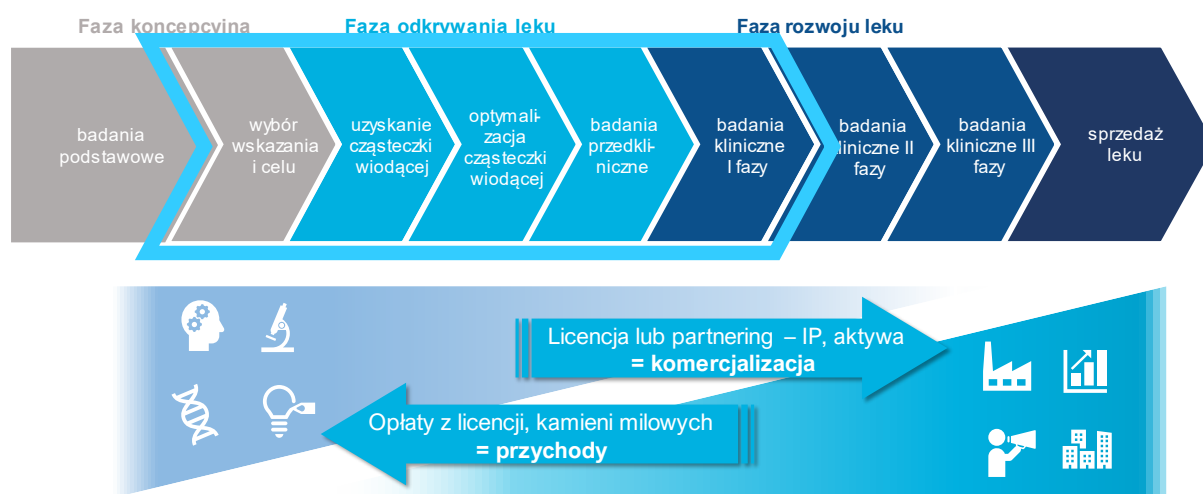 Faza koncepcyjna
Faza odkrywania leku
Faza rozwoju leku
badania
podstawowe
wybór
wskazania
i celu
uzyskanie
cząsteczki
wiodącej
optymali-
zacja
cząsteczki
wiodącej
badania
przedkli-
niczne
badania
kliniczne
I fazy
badania
kliniczne II
fazy
badania
kliniczne III
fazy
sprzedaż
leku
Licencja lub partnering – IP, aktywa
= komercjalizacja
Opłaty z licencji, kamieni milowych
= przychody